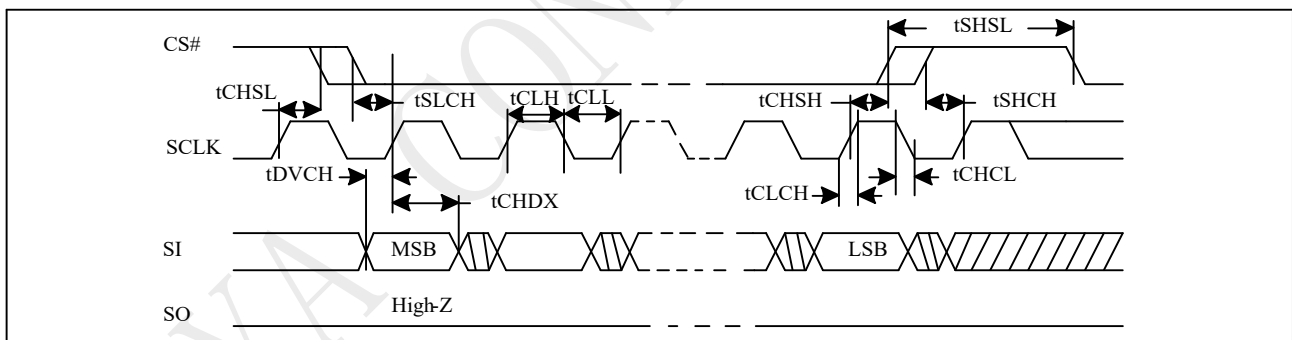 CS#
tSHSL
tCHSL
tSLCH
tCLH
tCLL
tCHSH
tSHCH
SCLK
tDVCH
tCHDX
tCLCH
tCHCL
SI
MSB
LSB
SO
High-Z